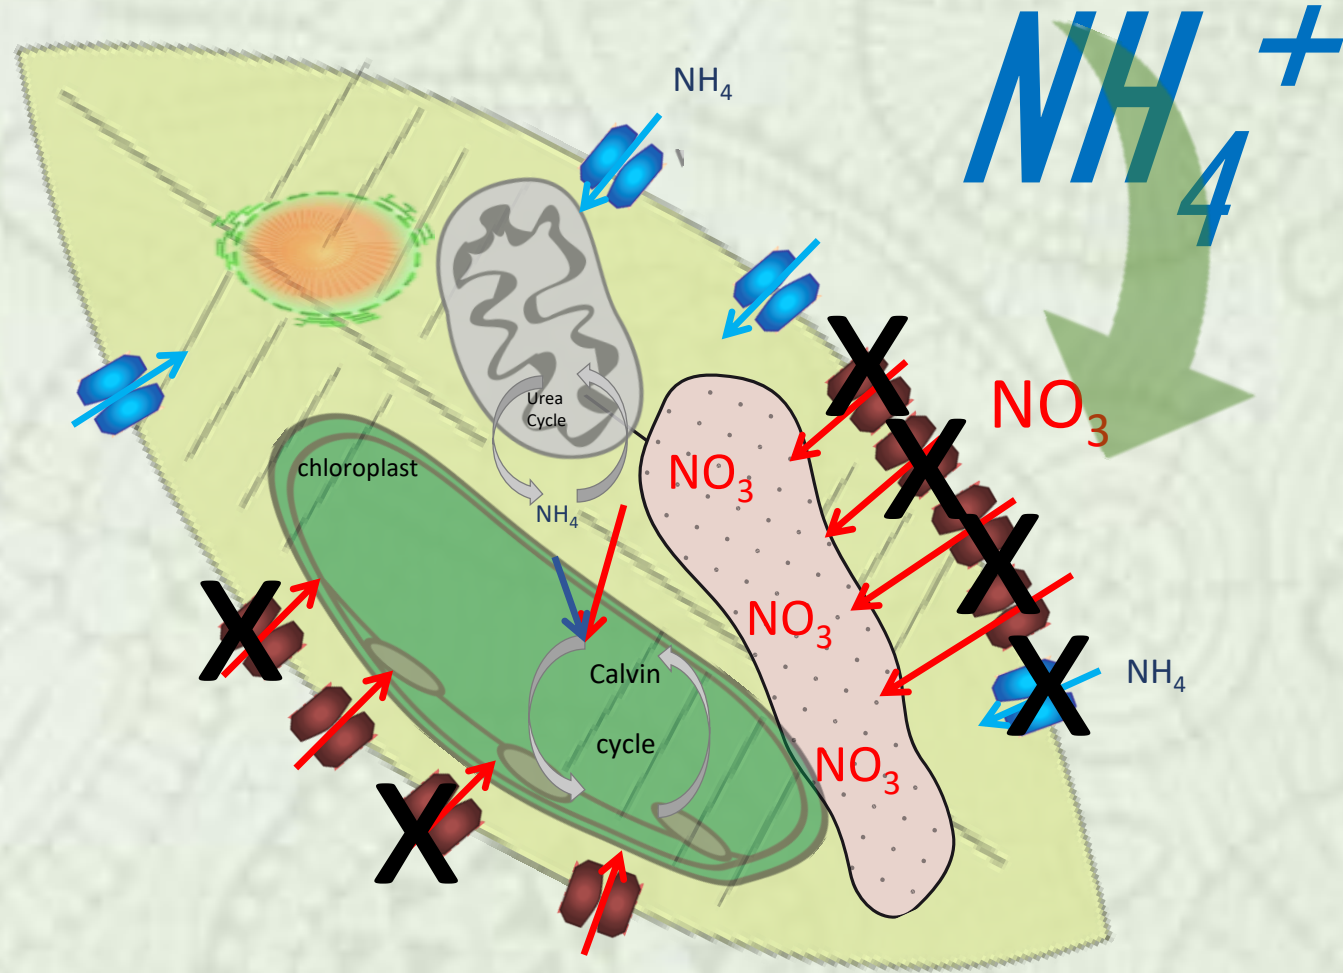 NH₄⁺
NH₄
NO₃
Urea
Cycle
chloroplast
NO₃
NH₄
NO₃
Calvin
NH₄
cycle
NO₃
X
X
X
X
X
X